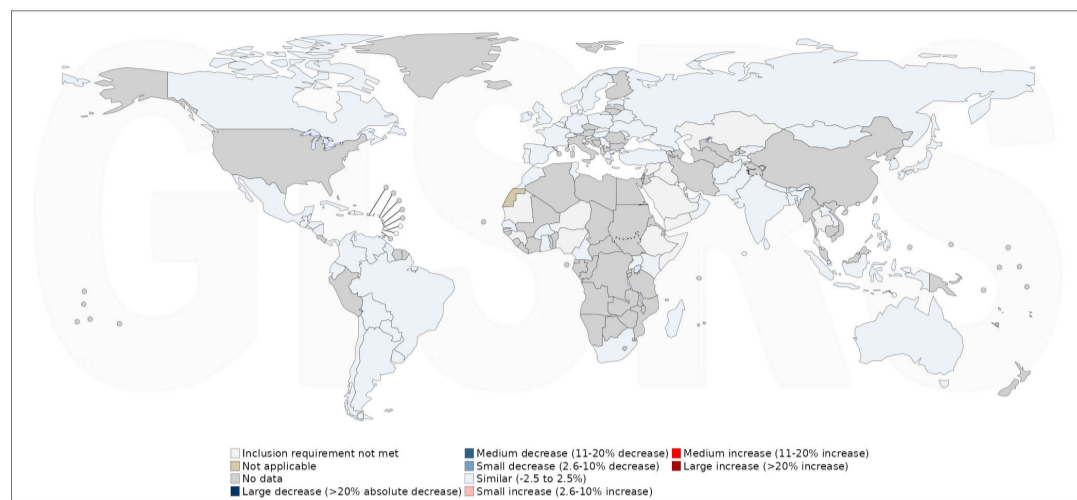 GISRS
Inclusion requirement not met
Not applicable
No data
Large decrease (>20% absolute decrease)
Medium decrease (11-20% decrease)
Small decrease (2.6-10% decrease)
Similar (-2.5 to 2.5%)
Small increase (2.6-10% increase)
Medium increase (11-20% increase)
Large increase (>20% increase)